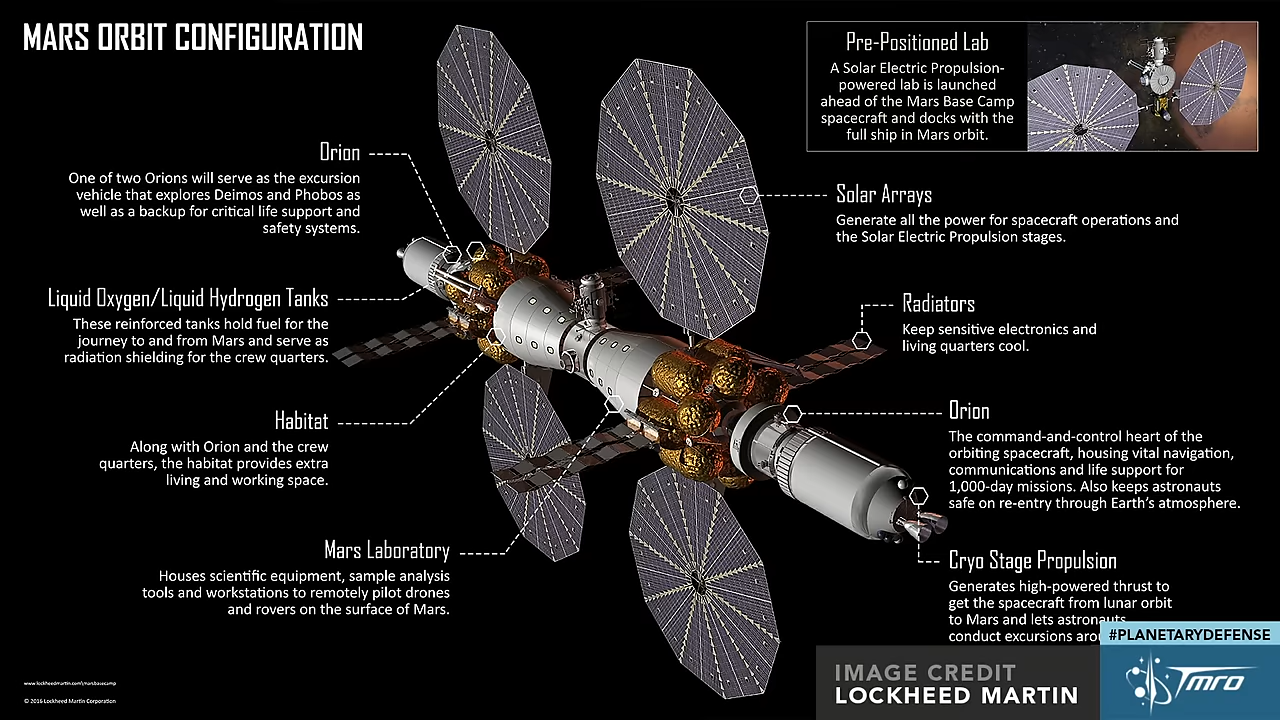 MARS ORBIT CONFIGURATION
Pre-Positioned Lab
A Solar Electric Propulsion-
powered lab is launched
ahead of the Mars Base Camp
spacecraft and docks with the
full ship in Mars orbit.
Orion
One of two Orions will serve as the excursion
vehicle that explores Deimos and Phobos as
well as a backup for critical life support and
safety systems.
Solar Arrays
Generate all the power for spacecraft operations and
the Solar Electric Propulsion stages.
Liquid Oxygen/Liquid Hydrogen Tanks
These reinforced tanks hold fuel for the
journey to and from Mars and serve as
radiation shielding for the crew quarters.
Radiators
Keep sensitive electronics and
living quarters cool.
Habitat
Along with Orion and the crew
quarters, the habitat provides extra
living and working space.
Orion
The command-and-control heart of the
orbiting spacecraft, housing vital navigation,
communications and life support for
1,000-day missions. Also keeps astronauts
safe on re-entry through Earth's atmosphere.
Mars Laboratory
Houses scientific equipment, sample analysis
tools and workstations to remotely pilot drones
and rovers on the surface of Mars.
Cryo Stage Propulsion
Generates high-powered thrust to
get the spacecraft from lunar orbit
to Mars and lets astronauts
conduct excursions
#PLANETARYDEFENSE
IMAGE CREDIT
LOCKHEED MARTIN
tmro
www.lockheedmartin.com/marsbasecamp
© 2016 Lockheed Martin Corporation